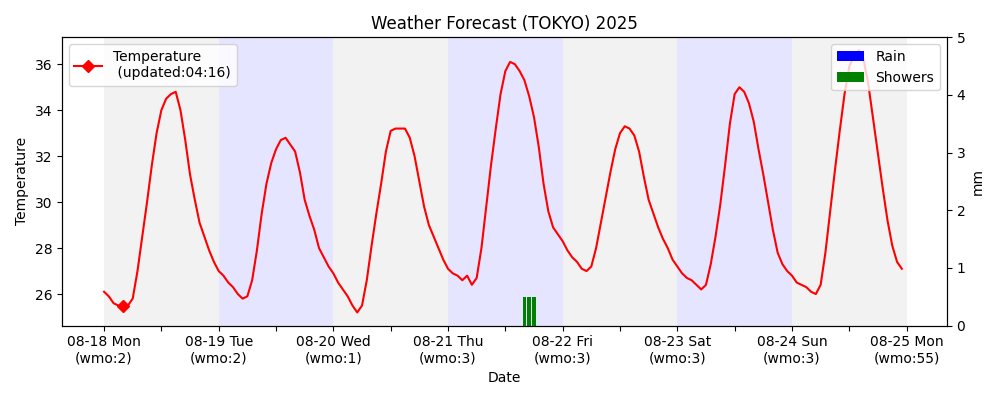 Weather Forecast (TOKYO) 2025
Temperature
(updated:04:16)
Rain
Showers
Temperature
36
34
32
30
28
26
5
4
3
2
1
0
mm
08-18 Mon
(wmo:2)
08-19 Tue
(wmo:2)
08-20 Wed
(wmo:1)
08-21 Thu
(wmo:3)
08-22 Fri
(wmo:3)
08-23 Sat
(wmo:3)
08-24 Sun
(wmo:3)
08-25 Mon
(wmo:55)
Date